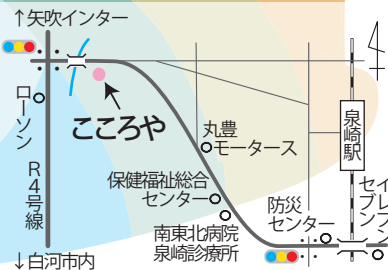 ↑矢吹インター
ローソン
R4号線
↓白河市内
こころや
丸豊
モータース
保健福祉総合
センター
南東北病院
泉崎診療所
防災
センター
泉崎駅
セイ
ブレ
ンフ